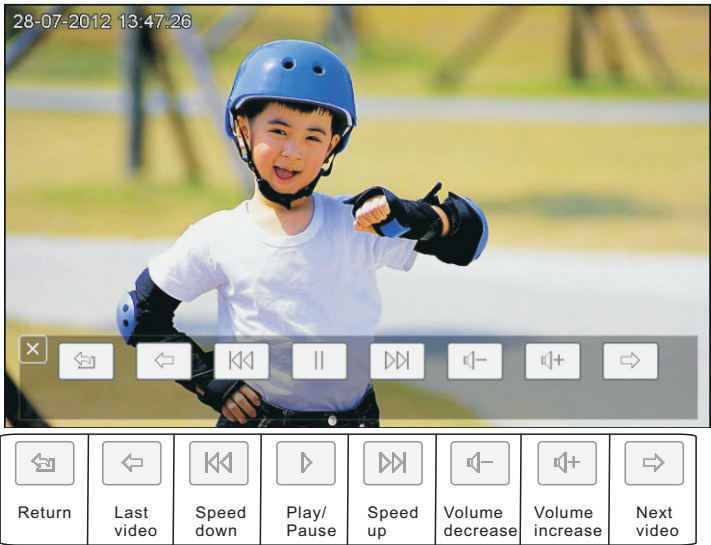 28-07-2012 13:47:26
Return
Last
video
Speed
down
Play/
Pause
Speed
up
Volume
decrease
Volume
increase
Next
video